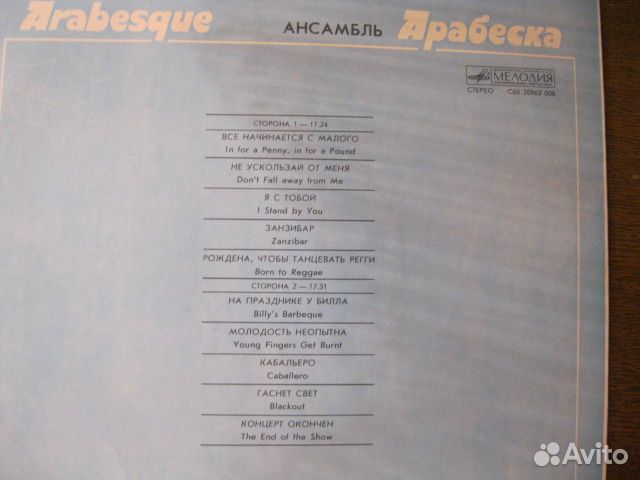 Arabesque АНСАМБЛЬ Арабеска
МЕЛОДИЯ
СТЕРЕО С60 20963 008
СТОРОНА 1 — 17.24
ВСЕ НАЧИНАЕТСЯ С МАЛОГО
In for a Penny, in for a Pound
НЕ УСКОЛЬЗАЙ ОТ МЕНЯ
Don't Fall away from Me
Я С ТОБОЙ
I Stand by You
ЗАНЗИБАР
Zanzibar
РОЖДЕНА, ЧТОБЫ ТАНЦЕВАТЬ РЕГГИ
Born to Reggae
СТОРОНА 2 — 17.31
НА ПРАЗДНИКЕ У БИЛЛА
Billy's Barbeque
МОЛОДОСТЬ НЕОПЫТНА
Young Fingers Get Burnt
КАБАЛЬЕРО
Caballero
ГАСНЕТ СВЕТ
Blackout
КОНЦЕРТ ОКОНЧЕН
The End of the Show
Avito